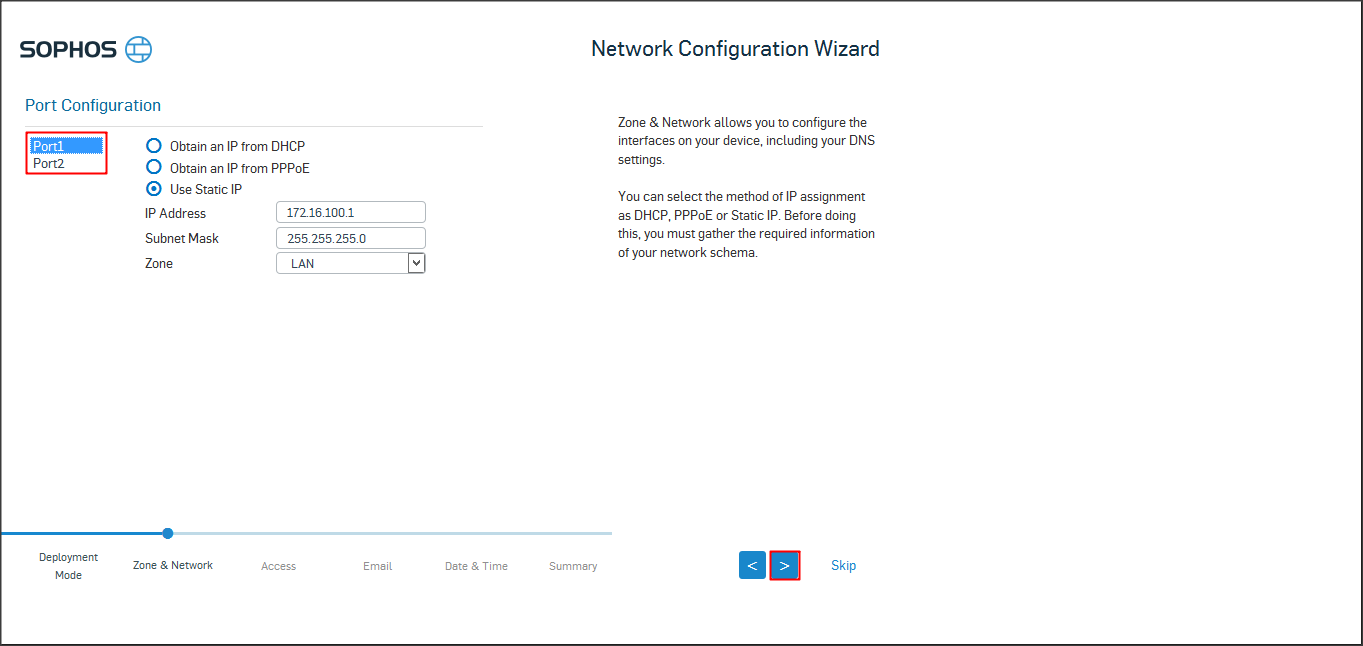 SOPHOS
Network Configuration Wizard
Port Configuration
Port1
Port2
Obtain an IP from DHCP
Obtain an IP from PPPoE
Use Static IP
IP Address 172.16.100.1
Subnet Mask 255.255.255.0
Zone LAN
Zone & Network allows you to configure the
interfaces on your device, including your DNS
settings.
You can select the method of IP assignment
as DHCP, PPPoE or Static IP. Before doing
this, you must gather the required information
of your network schema.
Deployment
Mode
Zone & Network
Access
Email
Date & Time
Summary
< >
Skip